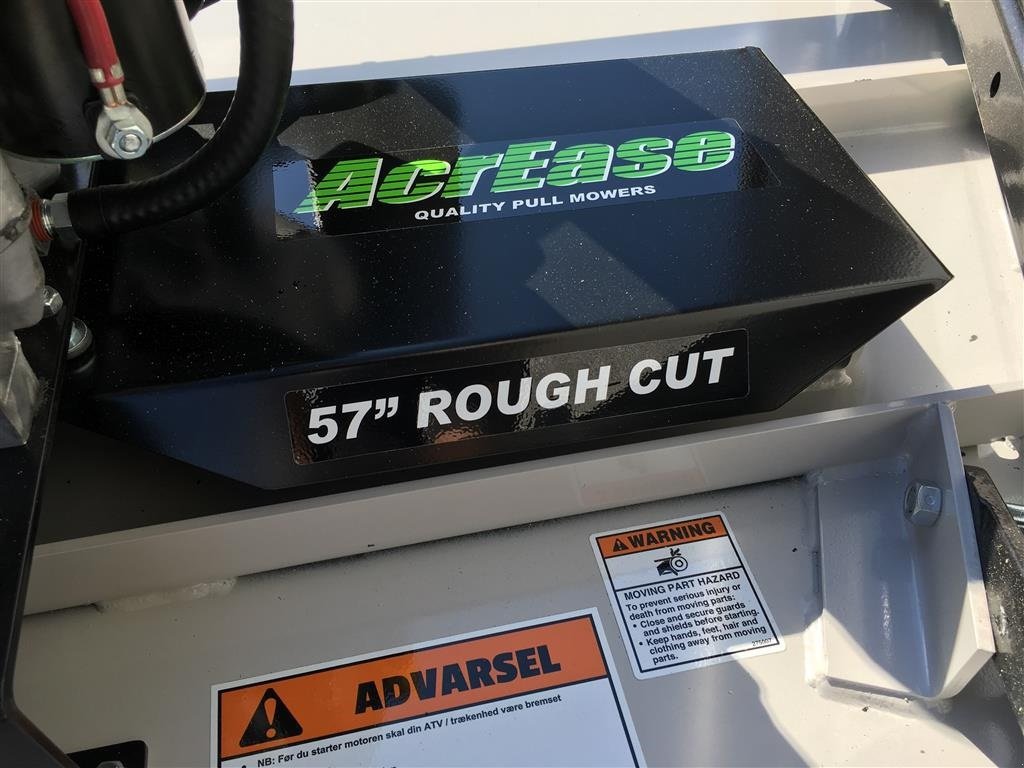 AcrEase
QUALITY PULL MOWERS
57” ROUGH CUT
WARNING
MOVING PART HAZARD
To prevent serious injury or
death from moving parts:
• Close and secure guards
and shields before starting.
• Keep hands, feet, hair and
clothing away from moving
parts.
275007
ADVARSEL
• NB: Før du starter motoren skal din ATV / trækenhed være bremset